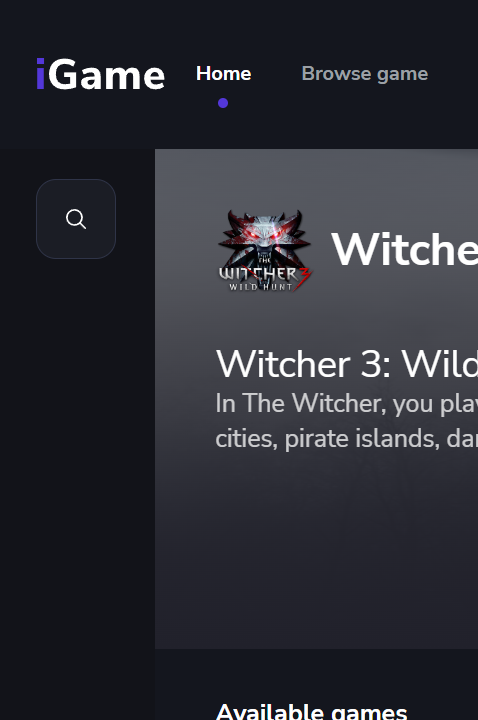 iGame
Home
Browse game
THE
WITCHER 3
WILD HUNT
Witche
Witcher 3: Wild
In The Witcher, you play
cities, pirate islands, da
Available games